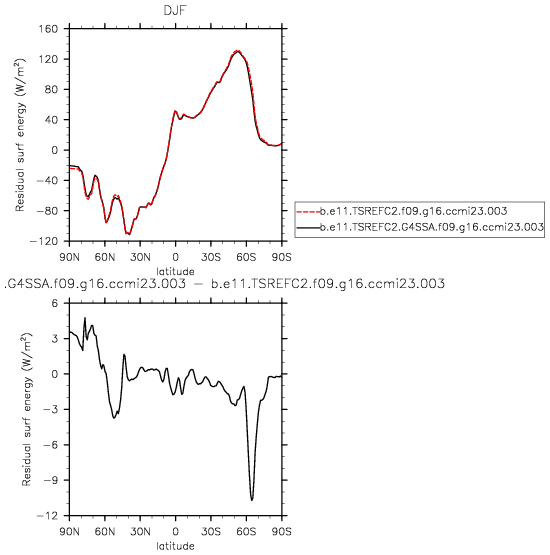 DJF
Residual surf energy (W/m²)
160
120
80
40
0
−40
−80
−120
90N 60N 30N 0 30S 60S 90S
latitude
b.e11.TSREFC2.f09.g16.ccmi23.003
b.e11.TSREFC2.G4SSA.f09.g16.ccmi23.003
.G4SSA.f09.g16.ccmi23.003 − b.e11.TSREFC2.f09.g16.ccmi23.003
Residual surf energy (W/m²)
6
3
0
−3
−6
−9
−12
90N 60N 30N 0 30S 60S 90S
latitude